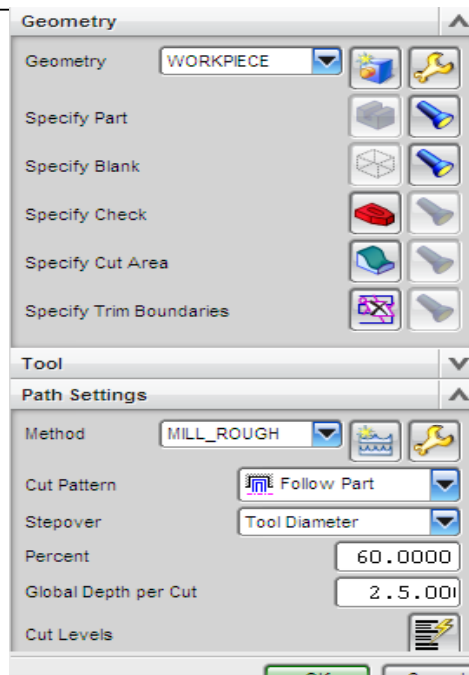 Geometry
Geometry WORKPIECE
Specify Part
Specify Blank
Specify Check
Specify Cut Area
Specify Trim Boundaries
Tool
Path Settings
Method MILL_ROUGH
Cut Pattern Follow Part
Stepover Tool Diameter
Percent 60.0000
Global Depth per Cut 2.5.00
Cut Levels